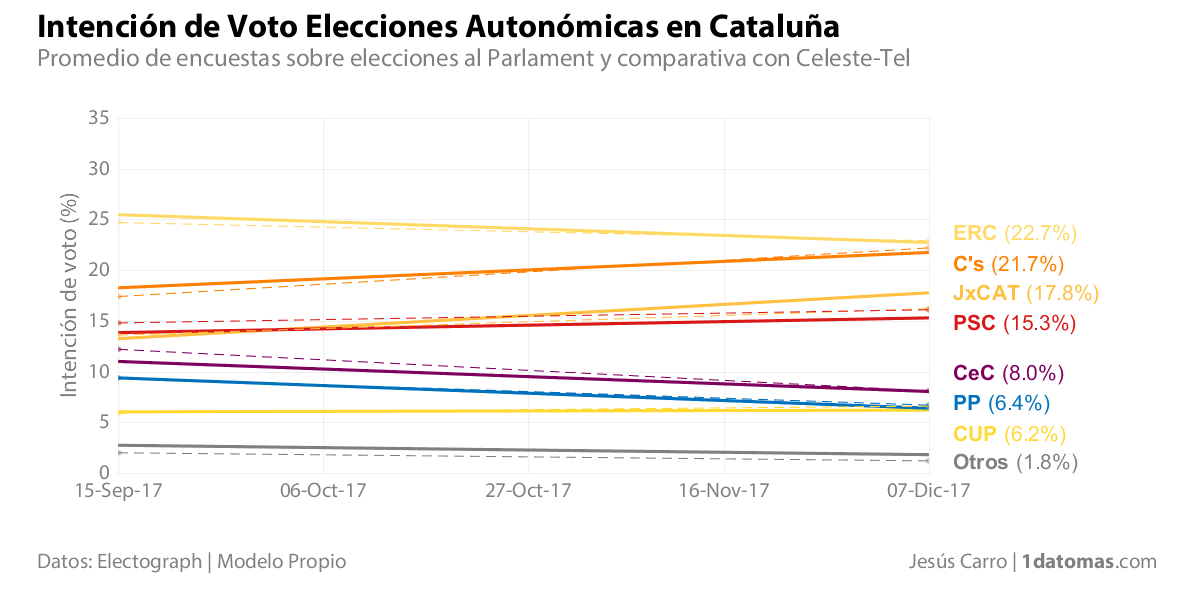 Intención de Voto Elecciones Autonómicas en Cataluña
Promedio de encuestas sobre elecciones al Parlament y comparativa con Celeste-Tel
Intención de voto (%)
35
30
25
20
15
10
5
0
15-Sep-17
06-Oct-17
27-Oct-17
16-Nov-17
07-Dic-17
ERC (22.7%)
C's (21.7%)
JxCAT (17.8%)
PSC (15.3%)
CeC (8.0%)
PP (6.4%)
CUP (6.2%)
Otros (1.8%)
Datos: Electograph | Modelo Propio
Jesús Carro | 1datomas.com